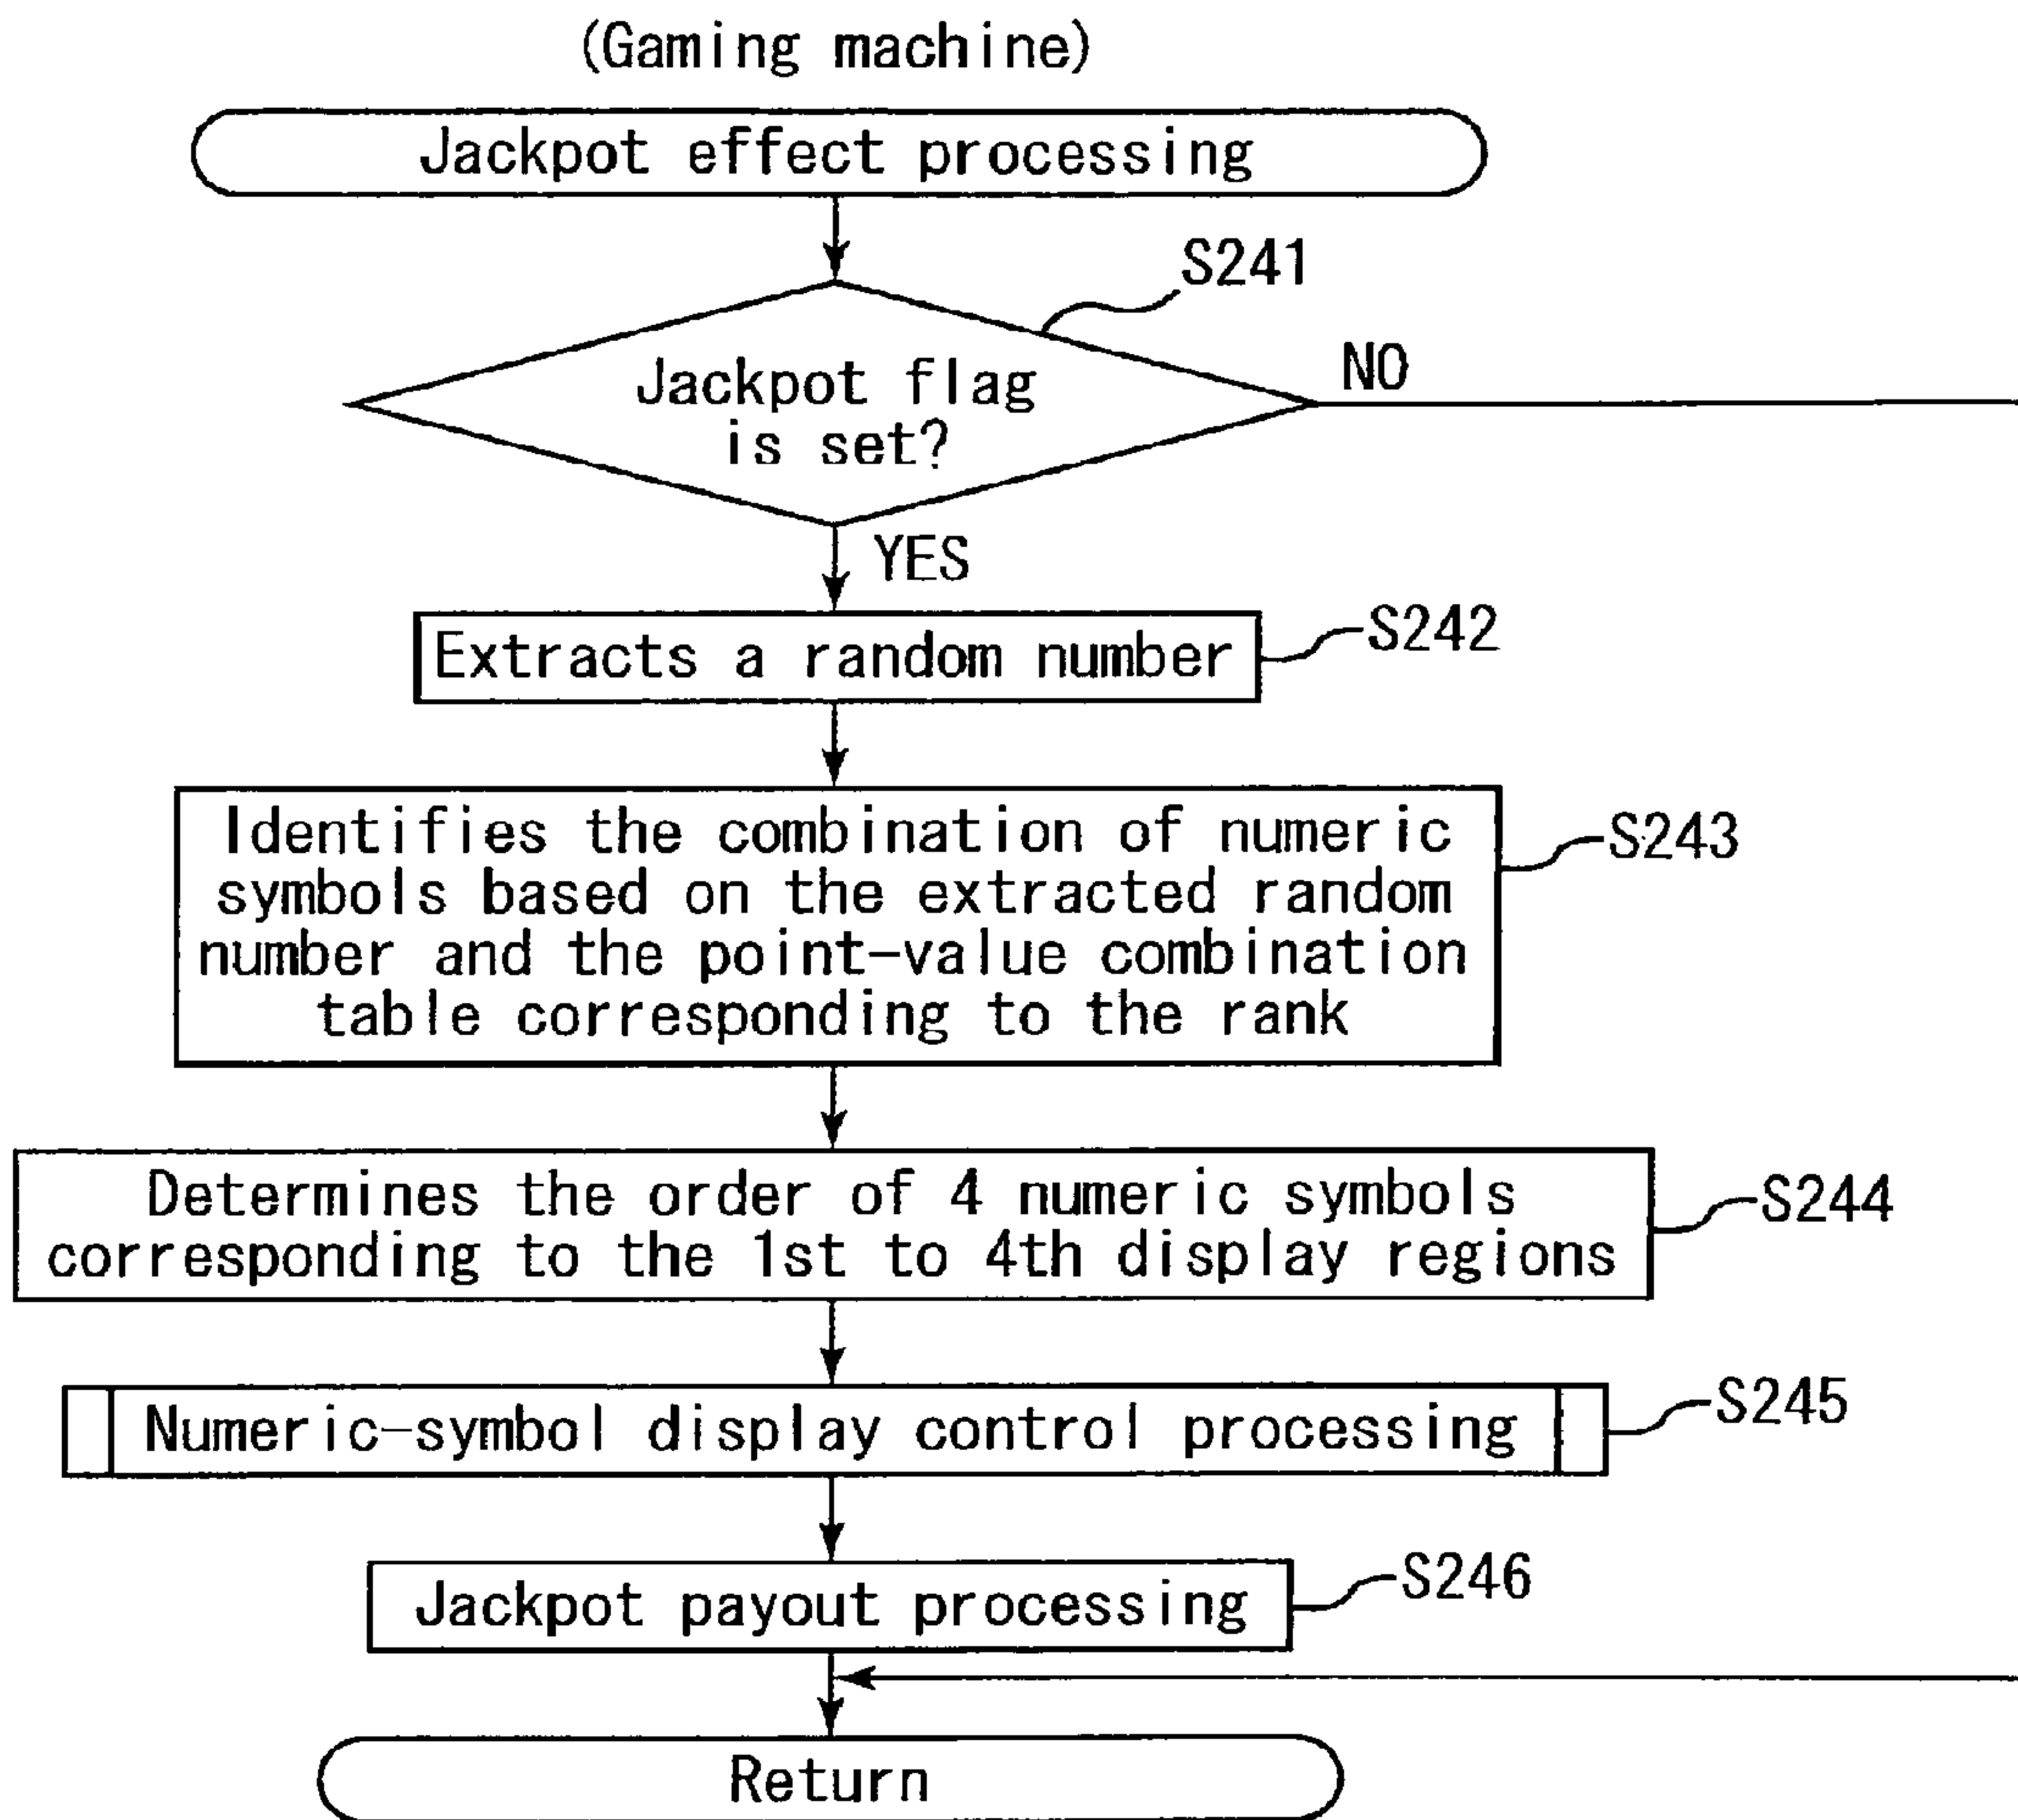 (Gaming machine)
Jackpot effect processing
S241
Jackpot flag
is set?
NO
YES
Extracts a random number
S242
Identifies the combination of numeric
symbols based on the extracted random
number and the point-value combination
table corresponding to the rank
S243
Determines the order of 4 numeric symbols
corresponding to the 1st to 4th display regions
S244
Numeric-symbol display control processing
S245
Jackpot payout processing
S246
Return